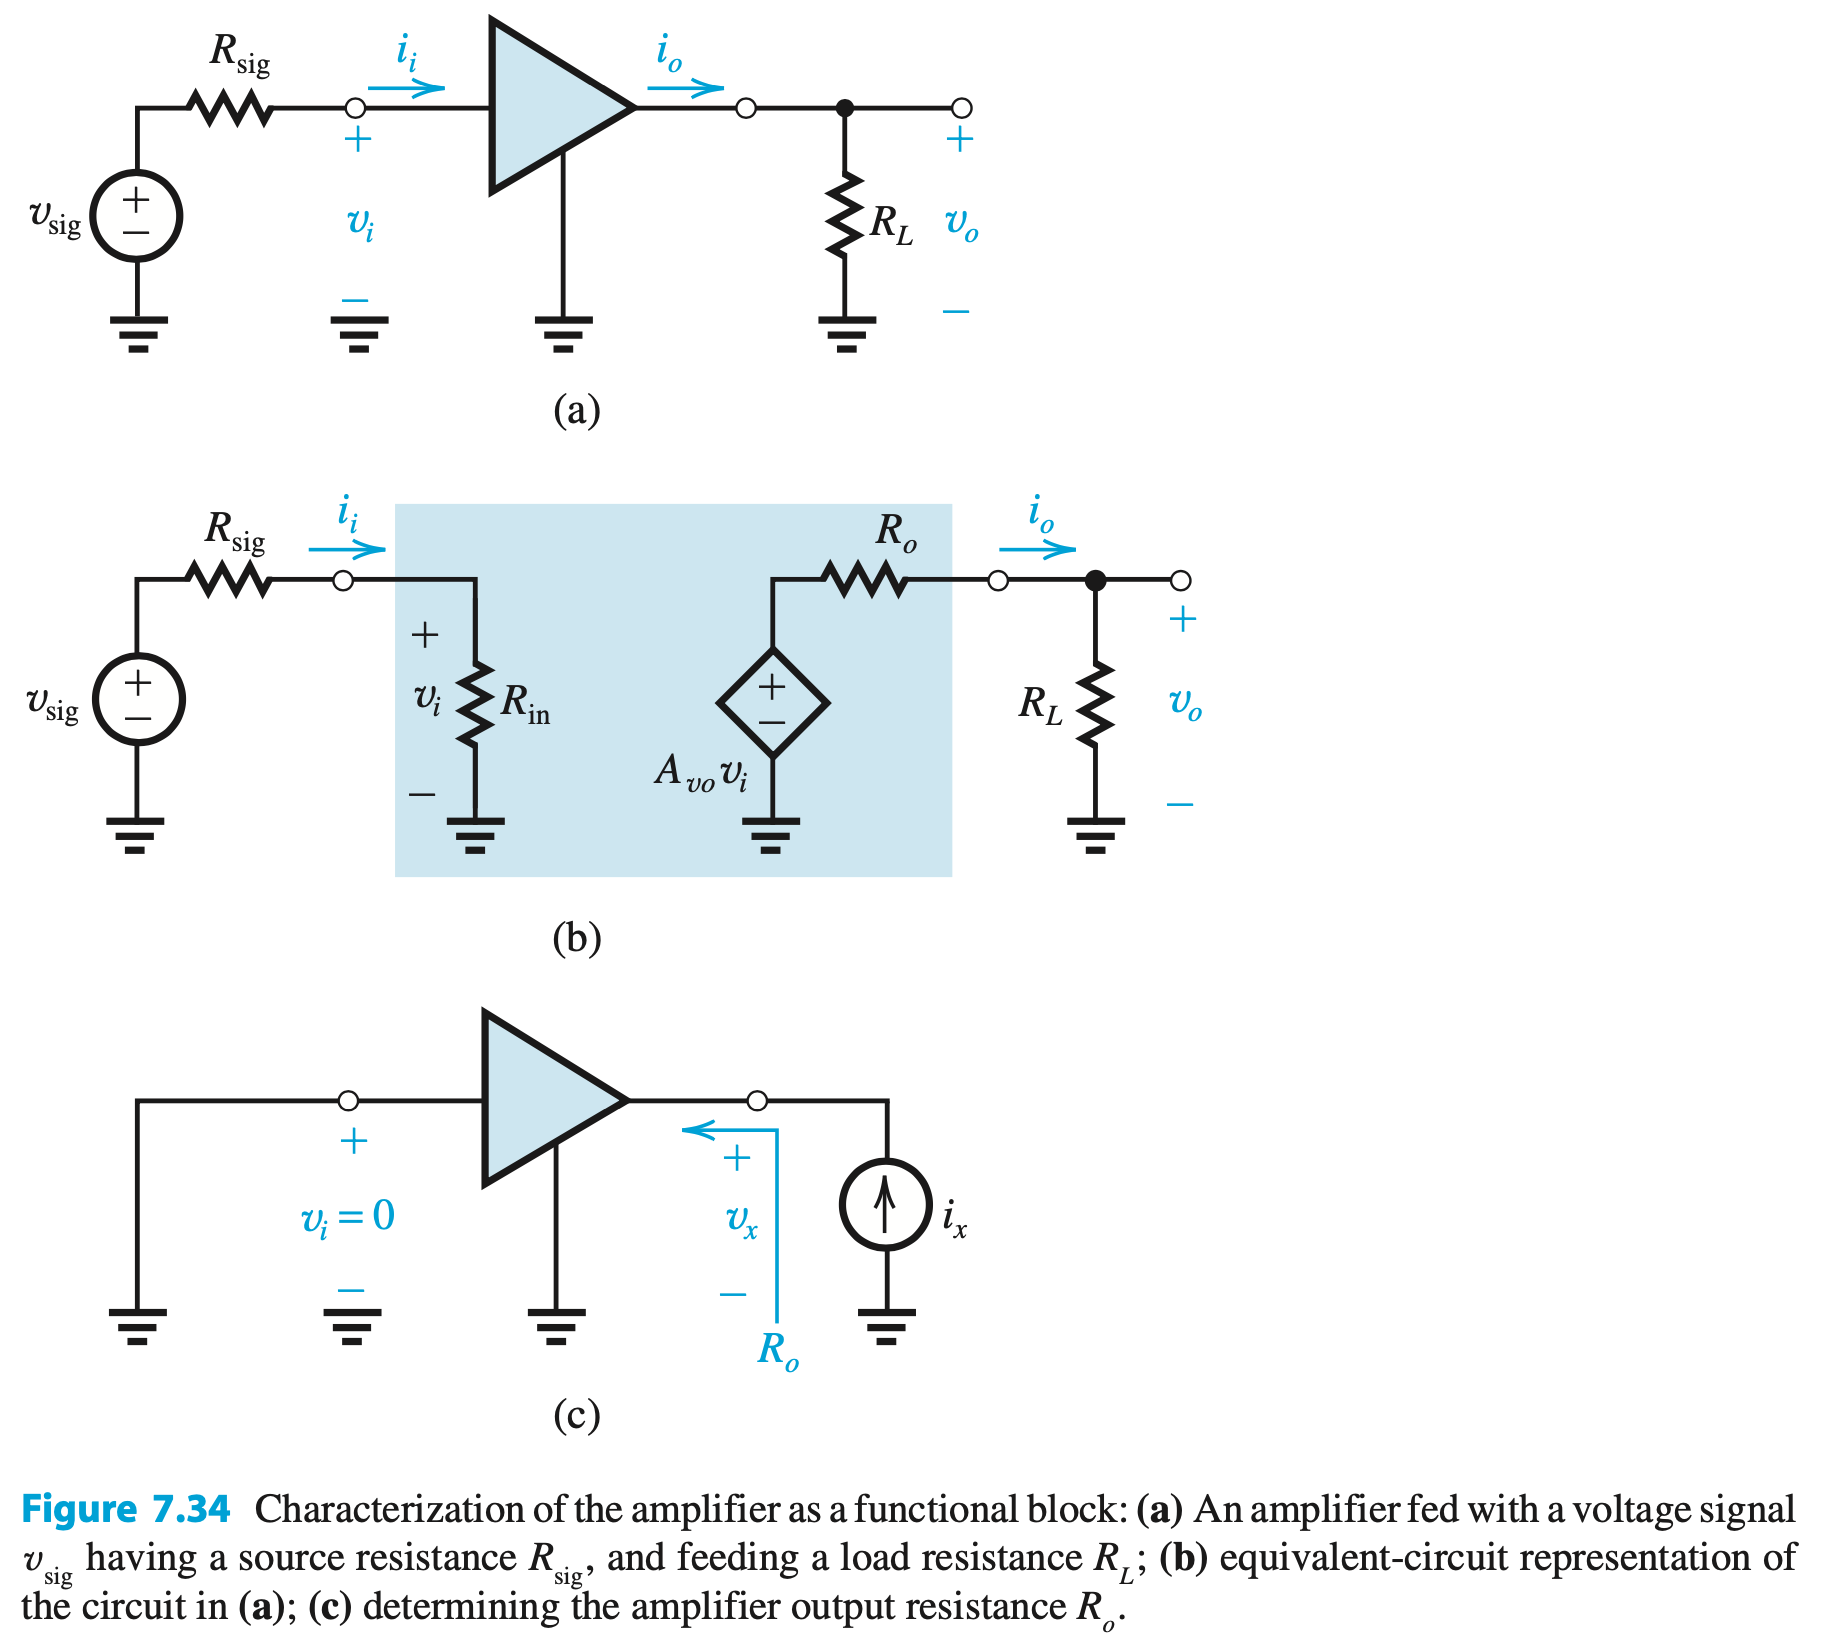 R_sig
i_i
i_o
+
+
v_sig
+
−
v_i
R_L
v_o
−
−
(a)
R_sig
i_i
R_o
i_o
+
+
v_sig
+
−
v_i
R_in
+
−
R_L
v_o
A_vo v_i
−
−
(b)
+
+
v_i = 0
v_x
i_x
−
−
R_o
(c)
Figure 7.34 Characterization of the amplifier as a functional block: (a) An amplifier fed with a voltage signal
v_sig having a source resistance R_sig, and feeding a load resistance R_L; (b) equivalent-circuit representation of
the circuit in (a); (c) determining the amplifier output resistance R_o.